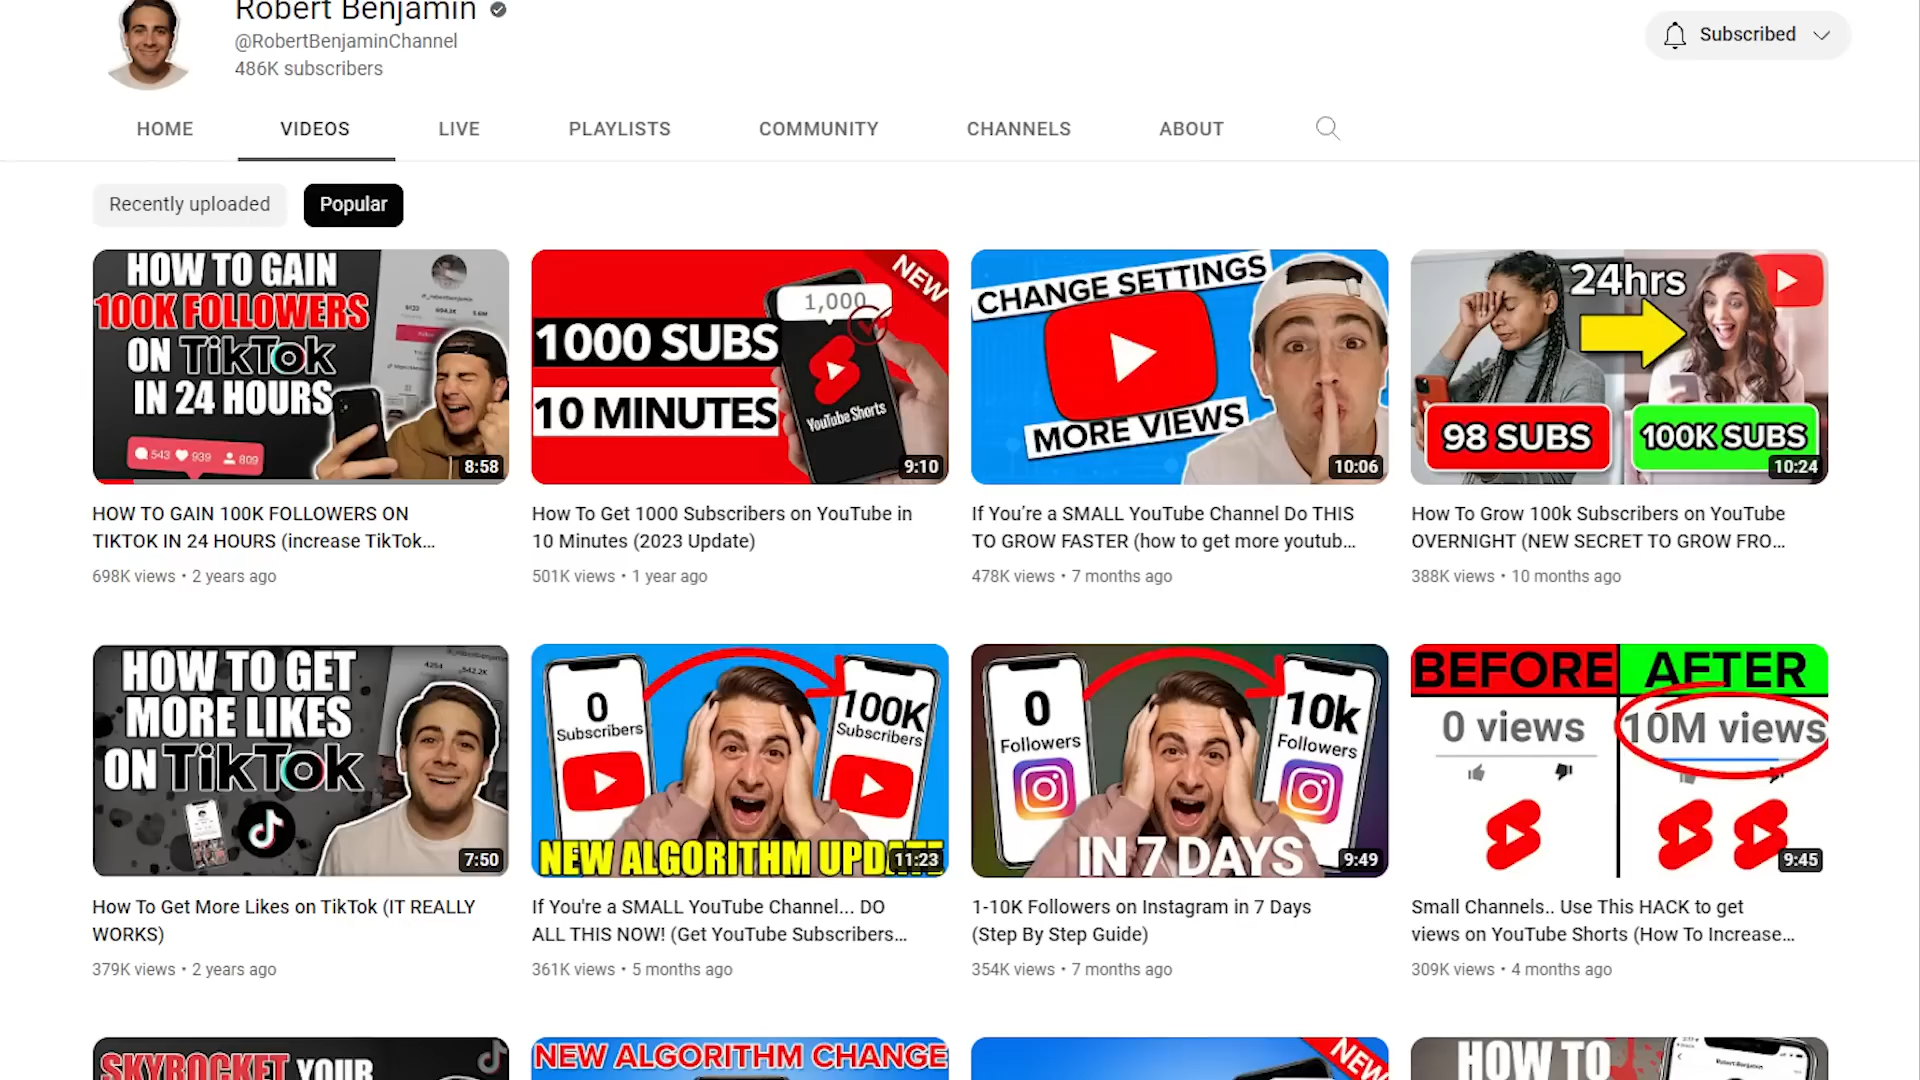 Robert Benjamin
@RobertBenjaminChannel
486K subscribers
Subscribed
HOME
VIDEOS
LIVE
PLAYLISTS
COMMUNITY
CHANNELS
ABOUT
Recently uploaded
Popular
HOW TO GAIN
100K FOLLOWERS
ON TikTok
IN 24 HOURS
543 939 809
8:58
NEW
1,000
1000 SUBS
10 MINUTES
YouTube Shorts
9:10
CHANGE SETTINGS
MORE VIEWS
10:06
24hrs
98 SUBS
100K SUBS
10:24
HOW TO GAIN 100K FOLLOWERS ON
TIKTOK IN 24 HOURS (increase TikTok...
698K views • 2 years ago
How To Get 1000 Subscribers on YouTube in
10 Minutes (2023 Update)
501K views • 1 year ago
If You’re a SMALL YouTube Channel Do THIS
TO GROW FASTER (how to get more youtub...
478K views • 7 months ago
How To Grow 100k Subscribers on YouTube
OVERNIGHT (NEW SECRET TO GROW FRO...
388K views • 10 months ago
HOW TO GET
MORE LIKES
ON TikTok
4254 542.2K
7:50
0
Subscribers
100K
Subscribers
NEW ALGORITHM UPDATE
11:23
0
Followers
10k
Followers
IN 7 DAYS
9:49
BEFORE
AFTER
0 views
10M views
9:45
How To Get More Likes on TikTok (IT REALLY
WORKS)
379K views • 2 years ago
If You're a SMALL YouTube Channel... DO
ALL THIS NOW! (Get YouTube Subscribers...
361K views • 5 months ago
1-10K Followers on Instagram in 7 Days
(Step By Step Guide)
354K views • 7 months ago
Small Channels.. Use This HACK to get
views on YouTube Shorts (How To Increase...
309K views • 4 months ago
SKYROCKET YOUR
NEW ALGORITHM CHANGE
NEW
HOW TO
Robert Benjamin